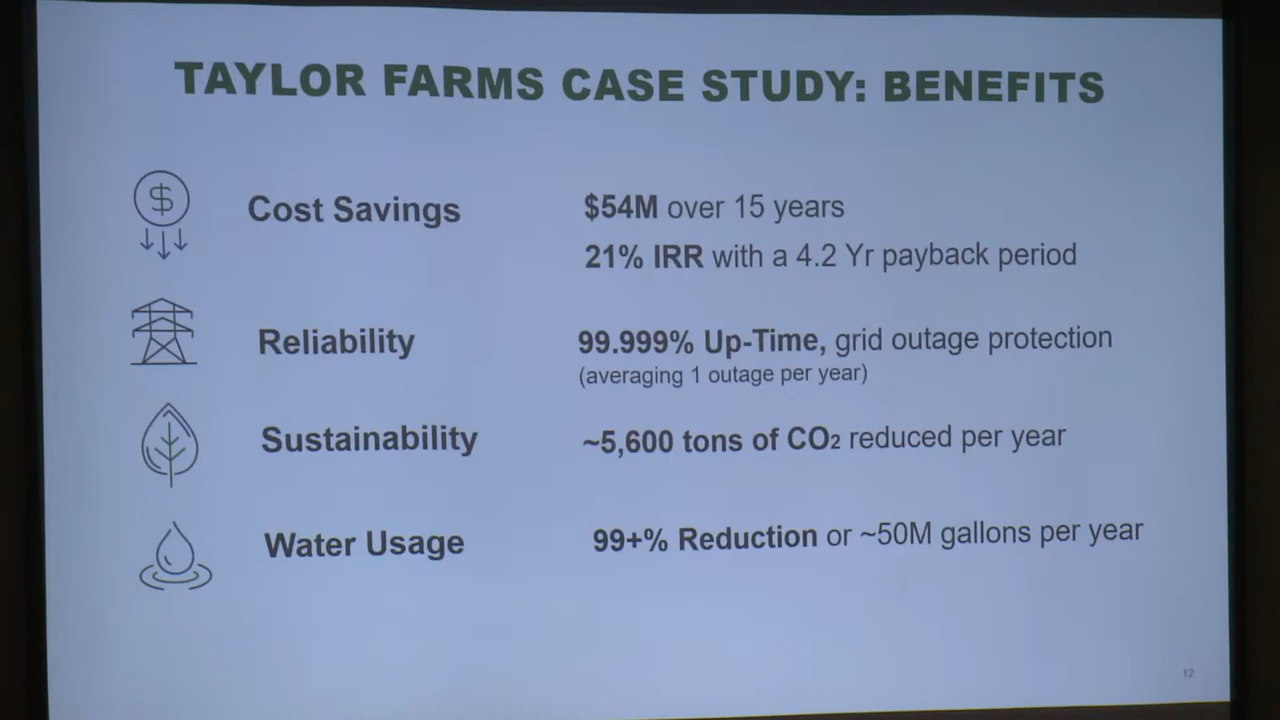 TAYLOR FARMS CASE STUDY: BENEFITS
Cost Savings
$54M over 15 years
21% IRR with a 4.2 Yr payback period
Reliability
99.999% Up-Time, grid outage protection
(averaging 1 outage per year)
Sustainability
~5,600 tons of CO2 reduced per year
Water Usage
99+% Reduction or ~50M gallons per year
12